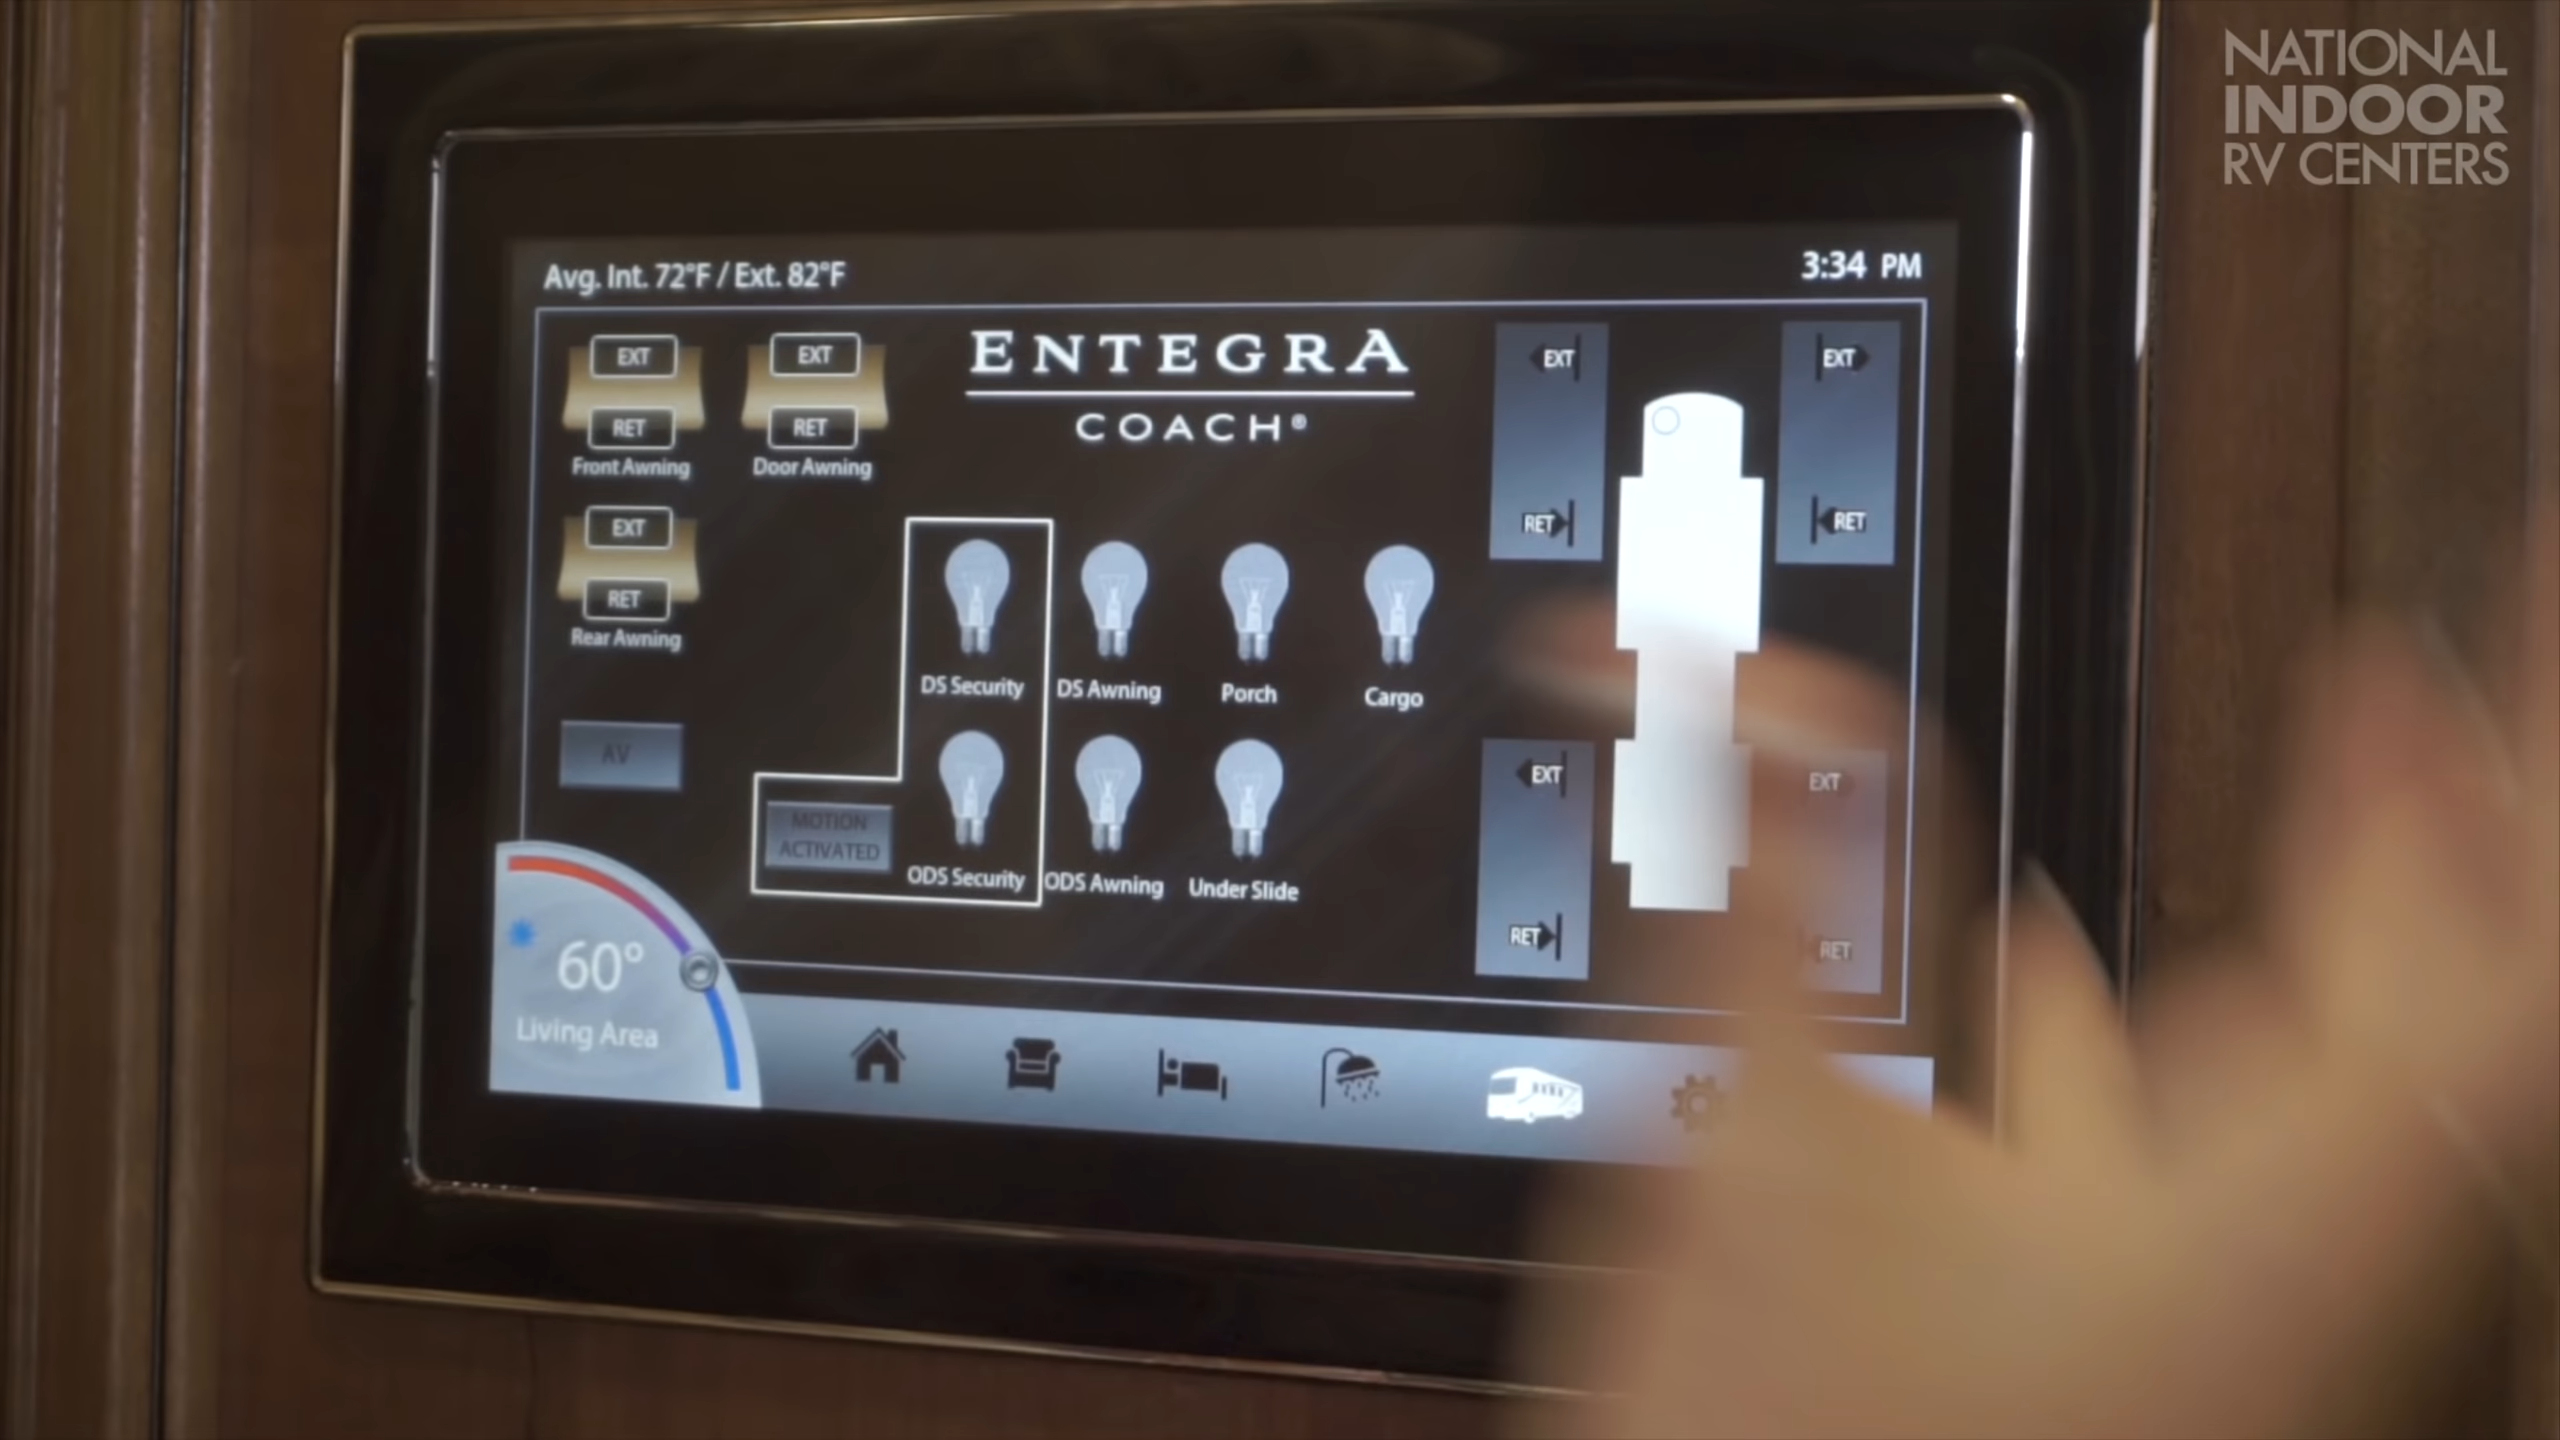 NATIONAL
INDOOR
RV CENTERS
Avg. Int. 72°F / Ext. 82°F
3:34 PM
EXT
RET
Front Awning
EXT
RET
Door Awning
ENTEGRA
COACH®
EXT
RET
EXT
RET
EXT
RET
Rear Awning
DS Security
DS Awning
Porch
Cargo
AV
MOTION
ACTIVATED
ODS Security
ODS Awning
Under Slide
EXT
RET
EXT
RET
60°
Living Area